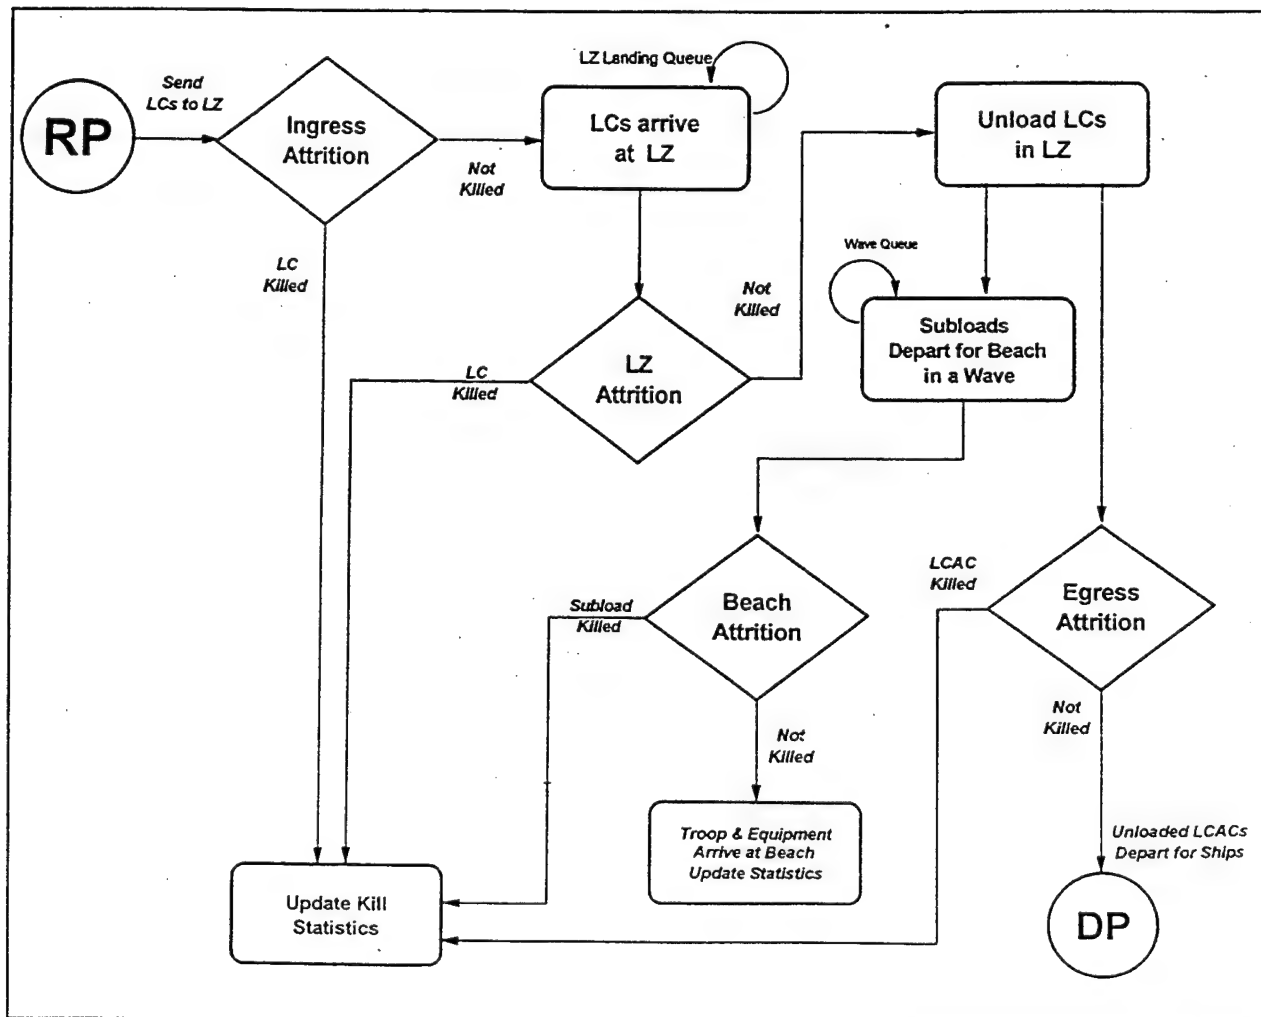 LZ Landing Queue
Send
LCs to LZ
RP
Ingress
Attrition
LCs arrive
at LZ
Unload LCs
in LZ
Not
Killed
Wave Queue
LC
Killed
Not
Killed
Subloads
Depart for Beach
in a Wave
LC
Killed
LZ
Attrition
LCAC
Killed
Subload
Killed
Beach
Attrition
Egress
Attrition
Not
Killed
Not
Killed
Troop & Equipment
Arrive at Beach
Update Statistics
Unloaded LCACs
Depart for Ships
Update Kill
Statistics
DP